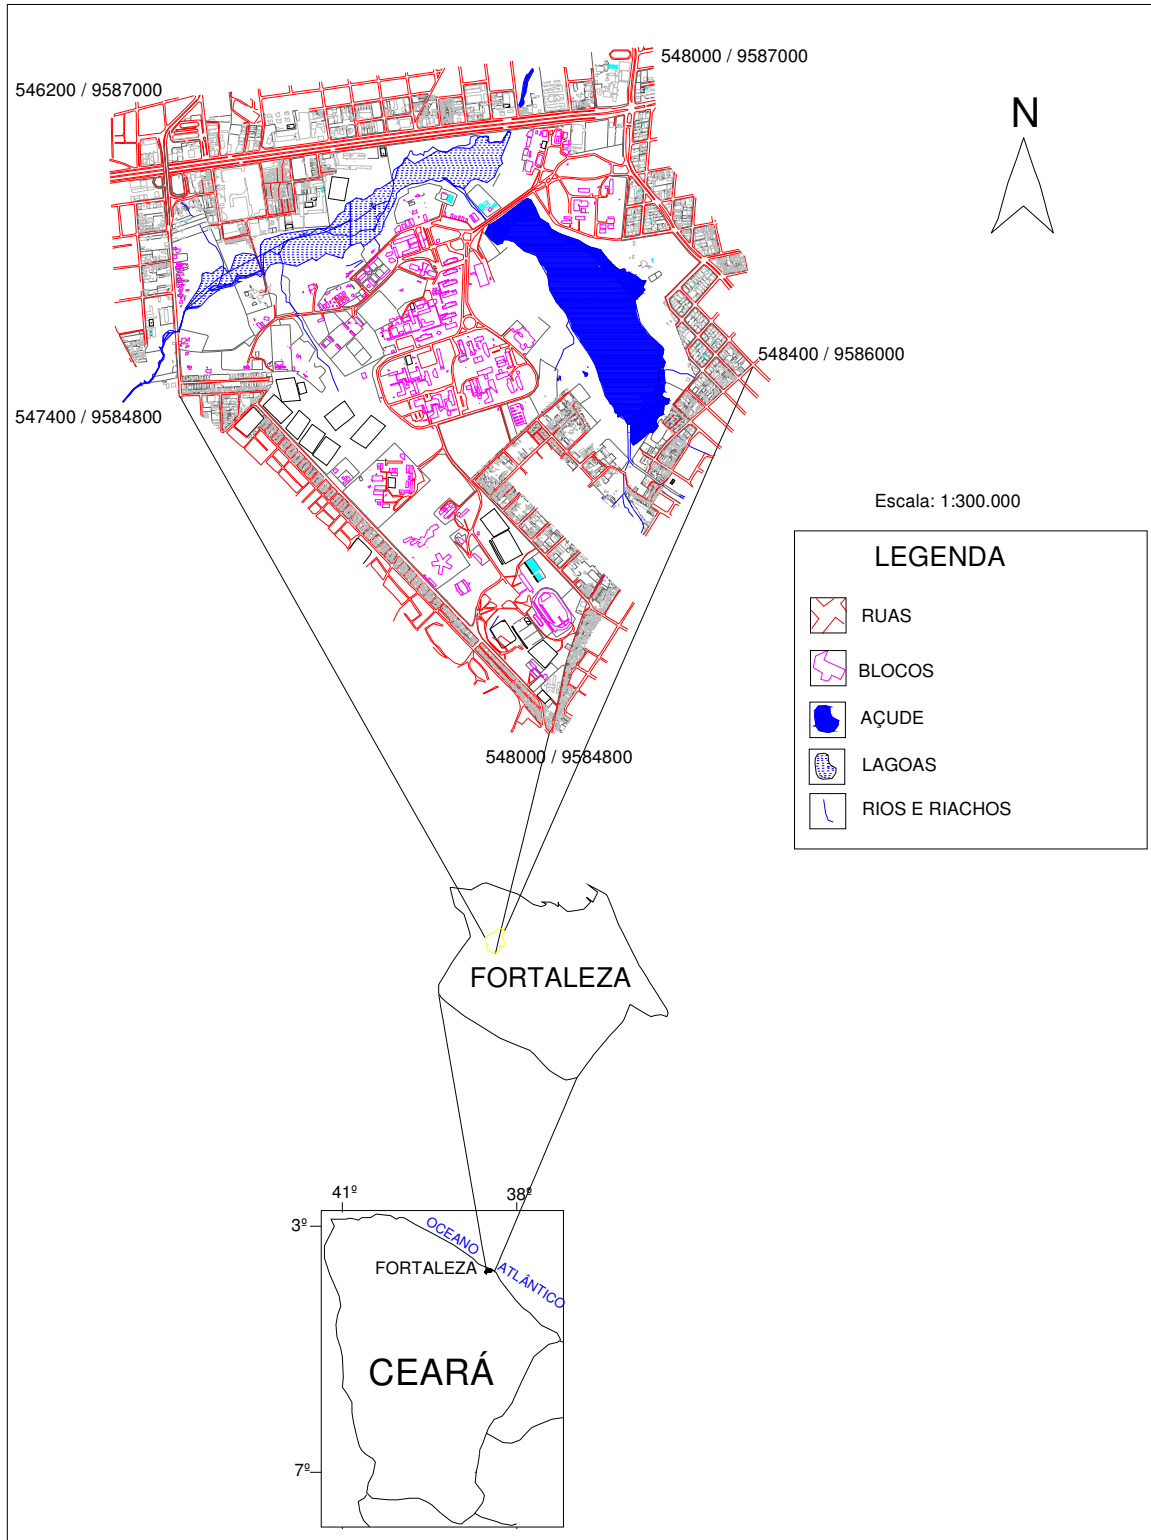 548000 / 9587000
546200 / 9587000
N
548400 / 9586000
547400 / 9584800
Escala: 1:300.000
LEGENDA
RUAS
BLOCOS
AÇUDE
LAGOAS
RIOS E RIACHOS
548000 / 9584800
FORTALEZA
41º
38º
3º
OCEANO
ATLÂNTICO
FORTALEZA
CEARÁ
7º